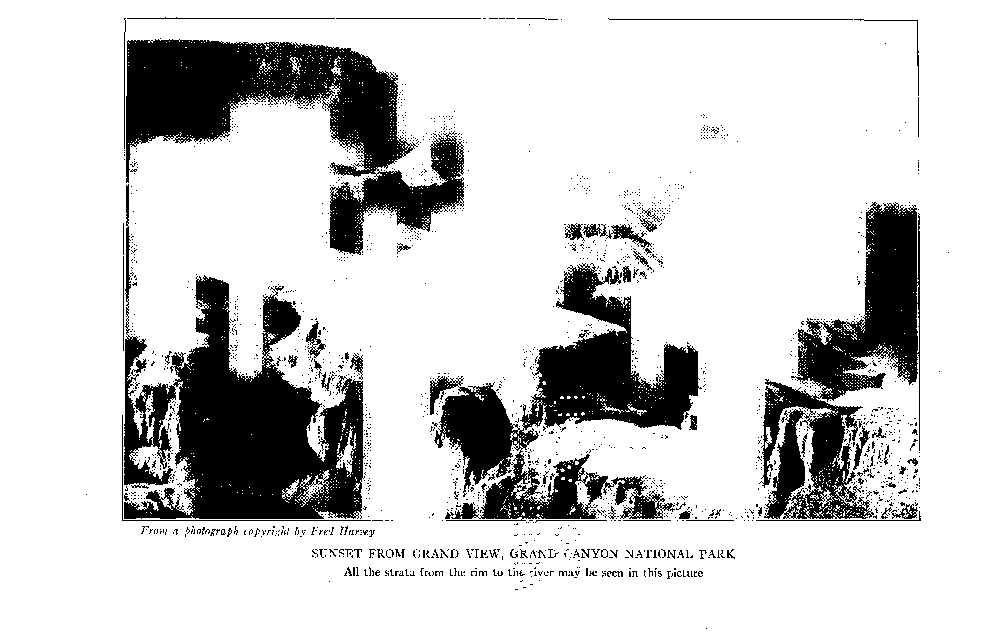 From a photograph copyright by Fred Harvey
SUNSET FROM GRAND VIEW, GRAND CANYON NATIONAL PARK
All the strata from the rim to the river may be seen in this picture